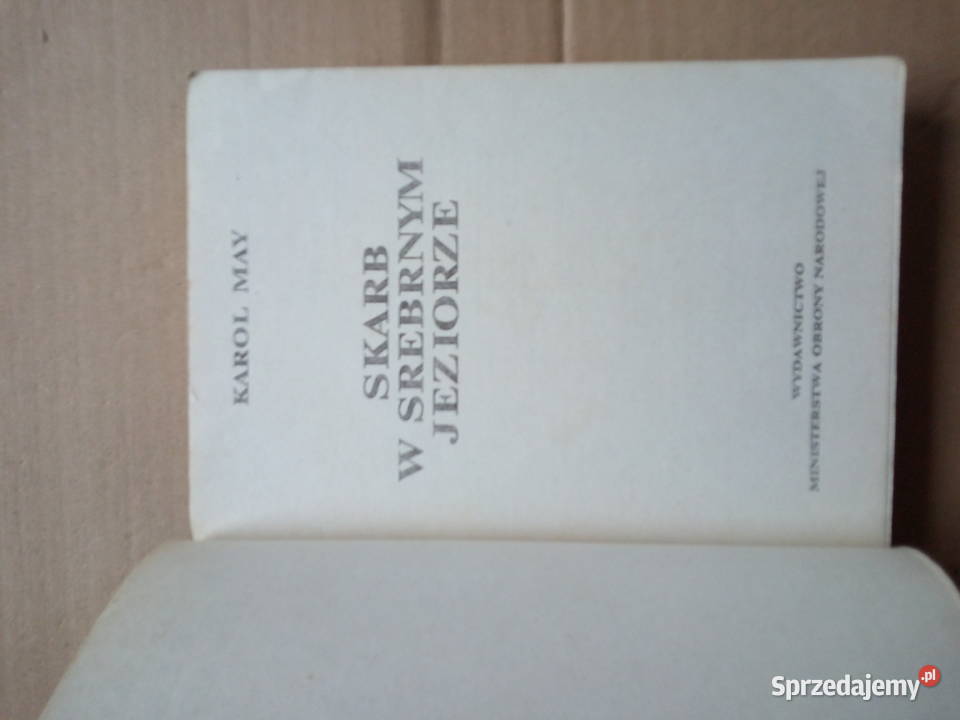 KAROL MAY
SKARB
W SREBRNYM
JEZIORZE
WYDAWNICTWO
MINISTERSTWA OBRONY NARODOWEJ
Sprzedajemy.pl